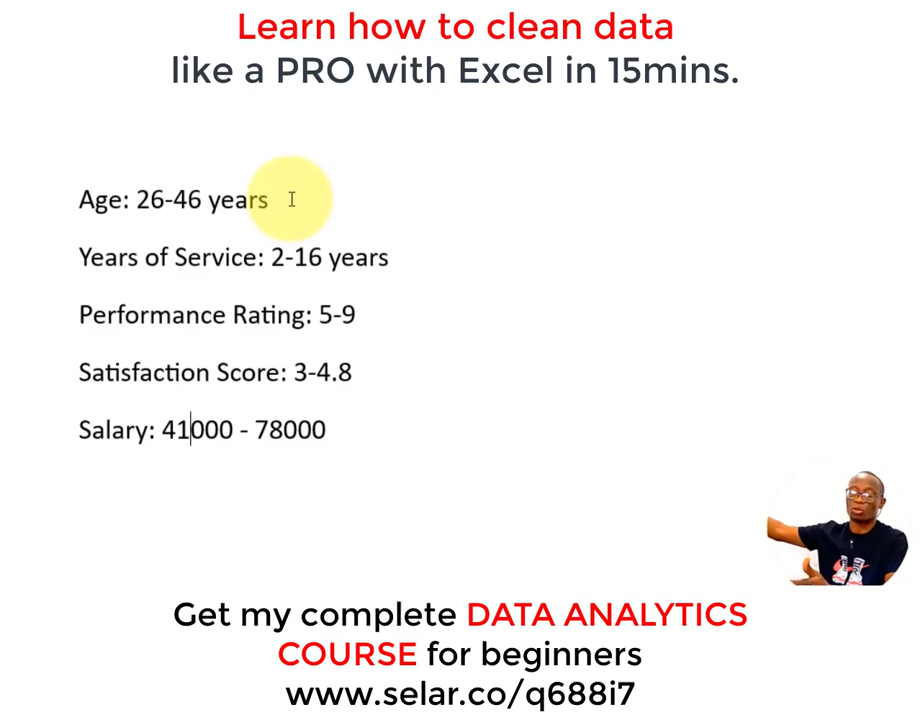 Learn how to clean data
like a PRO with Excel in 15mins.
Age: 26-46 years
Years of Service: 2-16 years
Performance Rating: 5-9
Satisfaction Score: 3-4.8
Salary: 41000 - 78000
Get my complete DATA ANALYTICS
COURSE for beginners
www.selar.co/q688i7